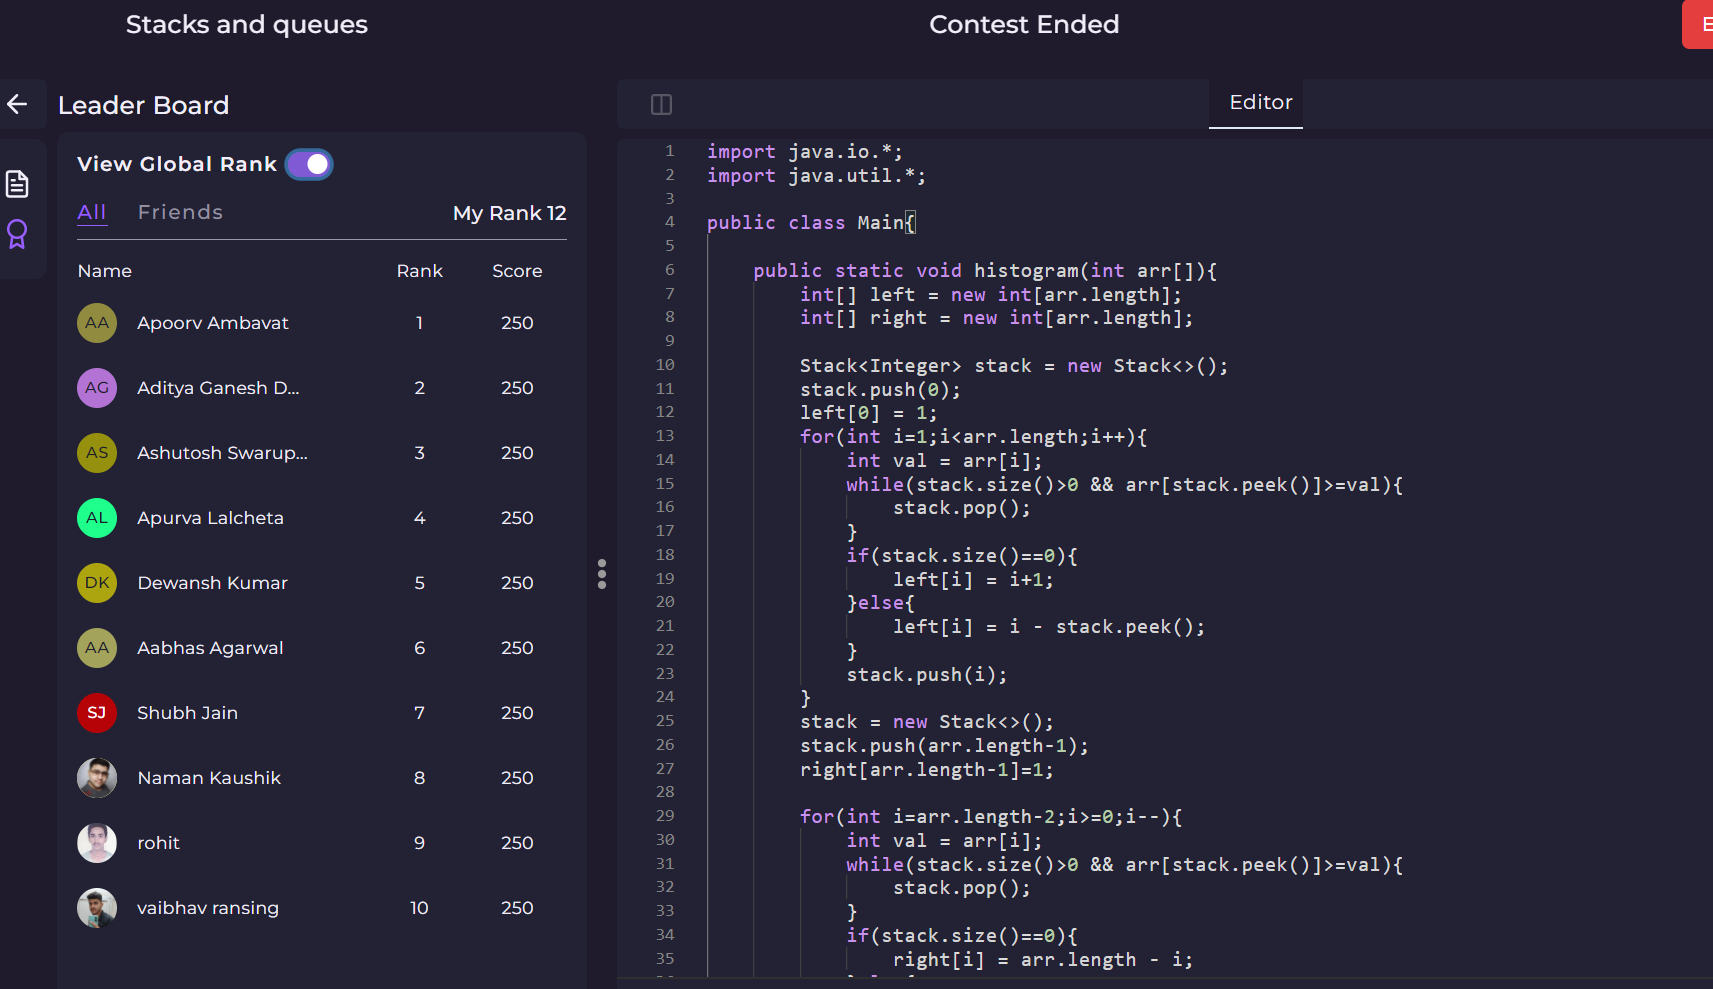 Stacks and queues
Contest Ended
Leader Board
View Global Rank
All Friends My Rank 12
Name Rank Score
AA Apoorv Ambavat 1 250
AG Aditya Ganesh D... 2 250
AS Ashutosh Swarup... 3 250
AL Apurva Lalcheta 4 250
DK Dewansh Kumar 5 250
AA Aabhas Agarwal 6 250
SJ Shubh Jain 7 250
Naman Kaushik 8 250
rohit 9 250
vaibhav ransing 10 250
Editor
1 import java.io.*;
2 import java.util.*;
3
4 public class Main{
5
6 public static void histogram(int arr[]){
7 int[] left = new int[arr.length];
8 int[] right = new int[arr.length];
9
10 Stack<Integer> stack = new Stack<>();
11 stack.push(0);
12 left[0] = 1;
13 for(int i=1;i<arr.length;i++){
14 int val = arr[i];
15 while(stack.size()>0 && arr[stack.peek()]>=val){
16 stack.pop();
17 }
18 if(stack.size()==0){
19 left[i] = i+1;
20 }else{
21 left[i] = i - stack.peek();
22 }
23 stack.push(i);
24 }
25 stack = new Stack<>();
26 stack.push(arr.length-1);
27 right[arr.length-1]=1;
28
29 for(int i=arr.length-2;i>=0;i--){
30 int val = arr[i];
31 while(stack.size()>0 && arr[stack.peek()]>=val){
32 stack.pop();
33 }
34 if(stack.size()==0){
35 right[i] = arr.length - i;